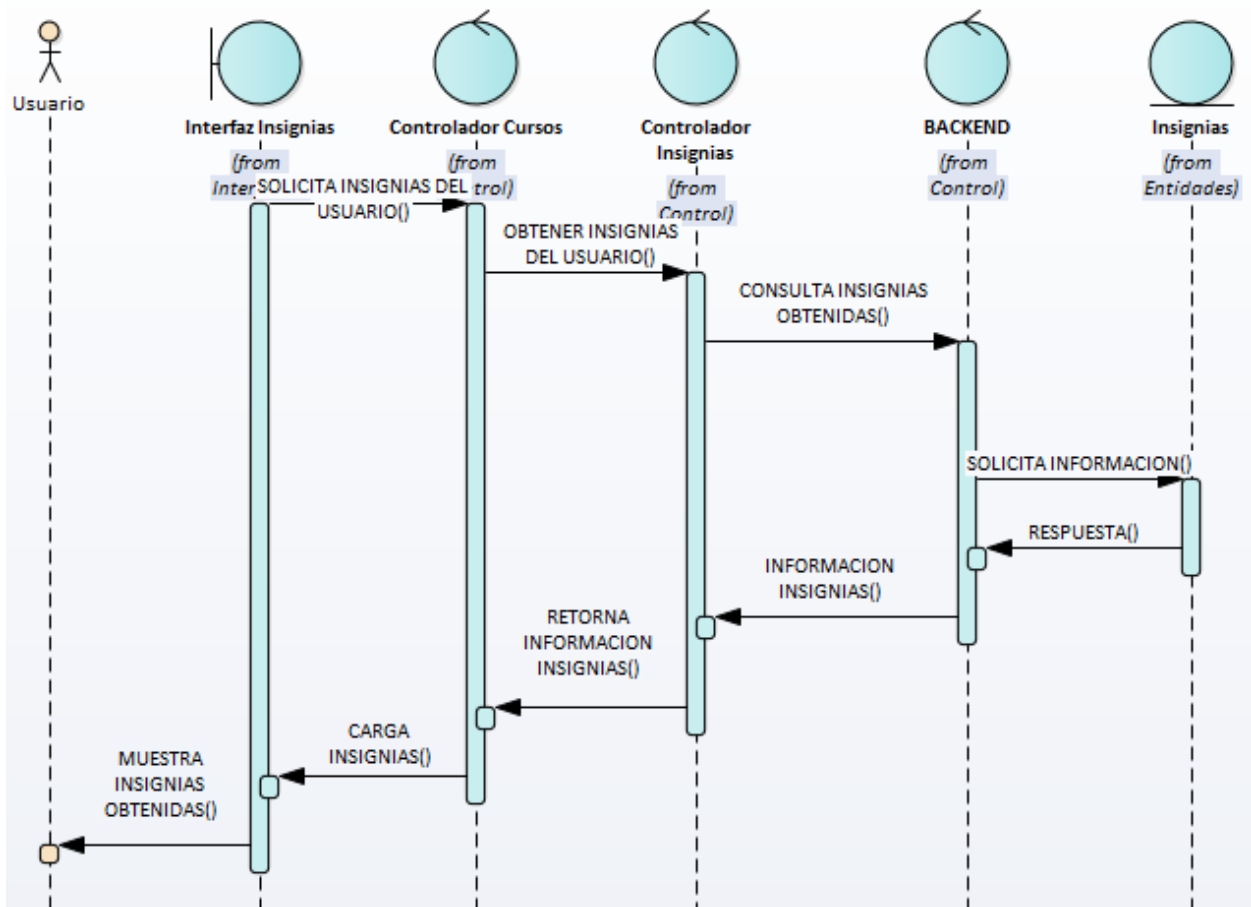 Usuario
Interfaz Insignias
(from
Inter
Controlador Cursos
(from
trol)
Controlador
Insignias
(from
Control)
BACKEND
(from
Control)
Insignias
(from
Entidades)
SOLICITA INSIGNIAS DEL
USUARIO()
OBTENER INSIGNIAS
DEL USUARIO()
CONSULTA INSIGNIAS
OBTENIDAS()
SOLICITA INFORMACION()
RESPUESTA()
INFORMACION
INSIGNIAS()
RETORNA
INFORMACION
INSIGNIAS()
CARGA
INSIGNIAS()
MUESTRA
INSIGNIAS
OBTENIDAS()